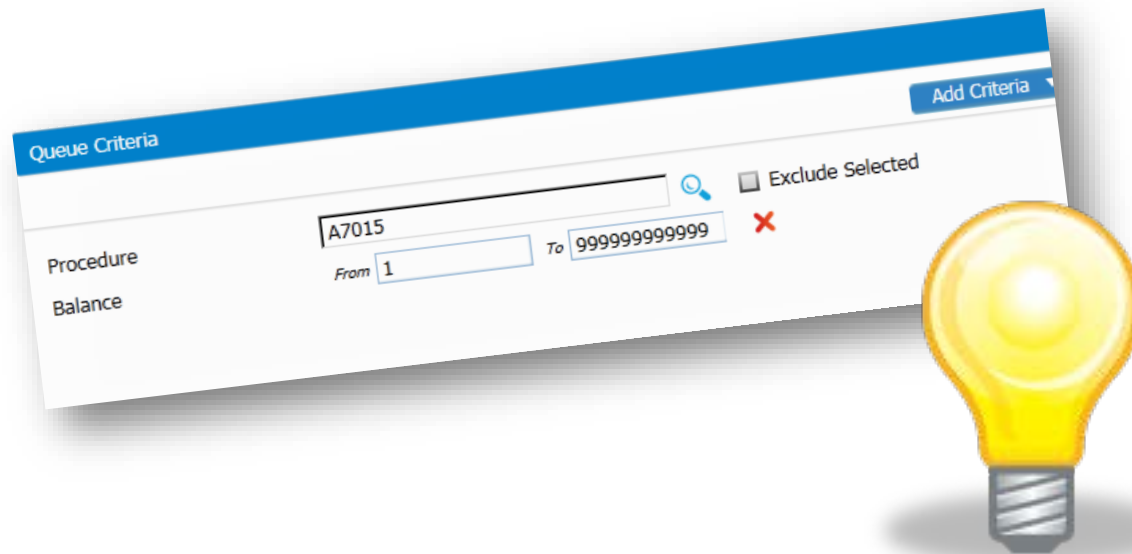 Queue Criteria
Add Criteria
Procedure A7015 Exclude Selected
Balance From 1 To 999999999999